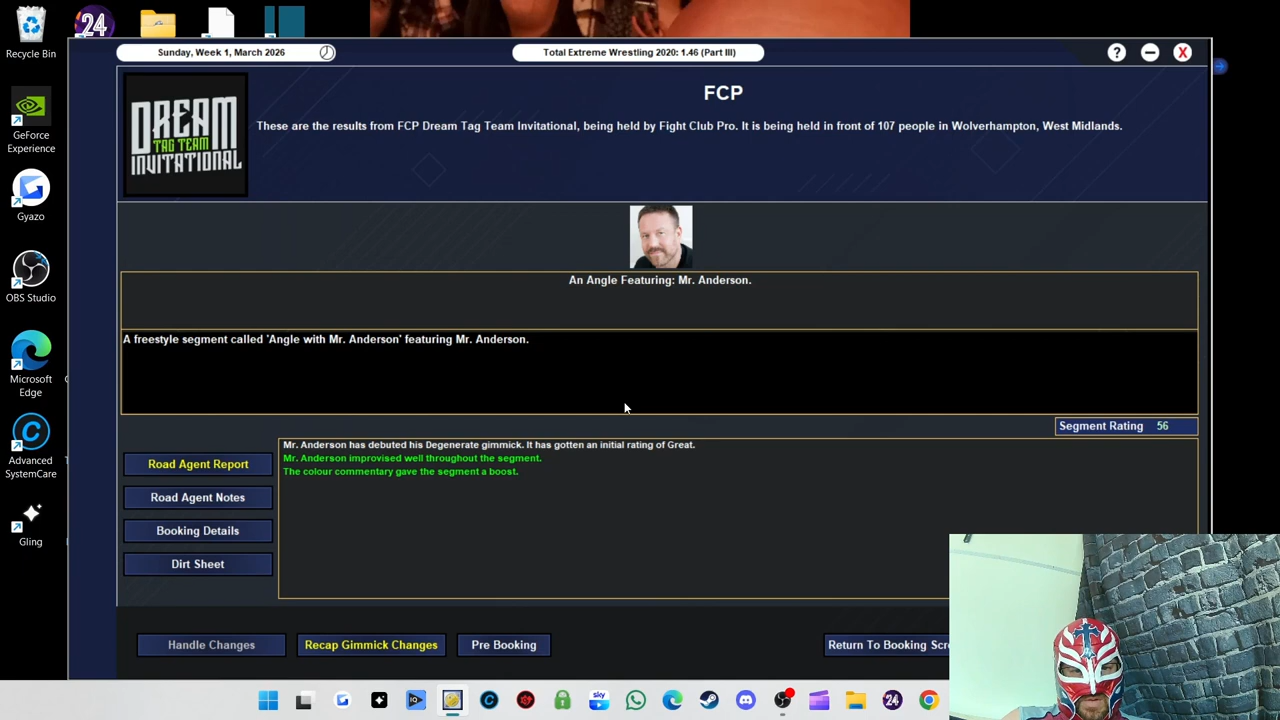 Sunday, Week 1, March 2026
Total Extreme Wrestling 2020: 1.46 (Part III)
?
X
24
Recycle Bin
GeForce
Experience
Gyazo
OBS Studio
Microsoft
Edge
Advanced
SystemCare
Gling
DREAM
TAG TEAM
INVITATIONAL
FCP
These are the results from FCP Dream Tag Team Invitational, being held by Fight Club Pro. It is being held in front of 107 people in Wolverhampton, West Midlands.
An Angle Featuring: Mr. Anderson.
A freestyle segment called 'Angle with Mr. Anderson' featuring Mr. Anderson.
Segment Rating 56
Road Agent Report
Road Agent Notes
Booking Details
Dirt Sheet
Mr. Anderson has debuted his Degenerate gimmick. It has gotten an initial rating of Great.
Mr. Anderson improvised well throughout the segment.
The colour commentary gave the segment a boost.
Handle Changes
Recap Gimmick Changes
Pre Booking
Return To Booking Scre
sky
24